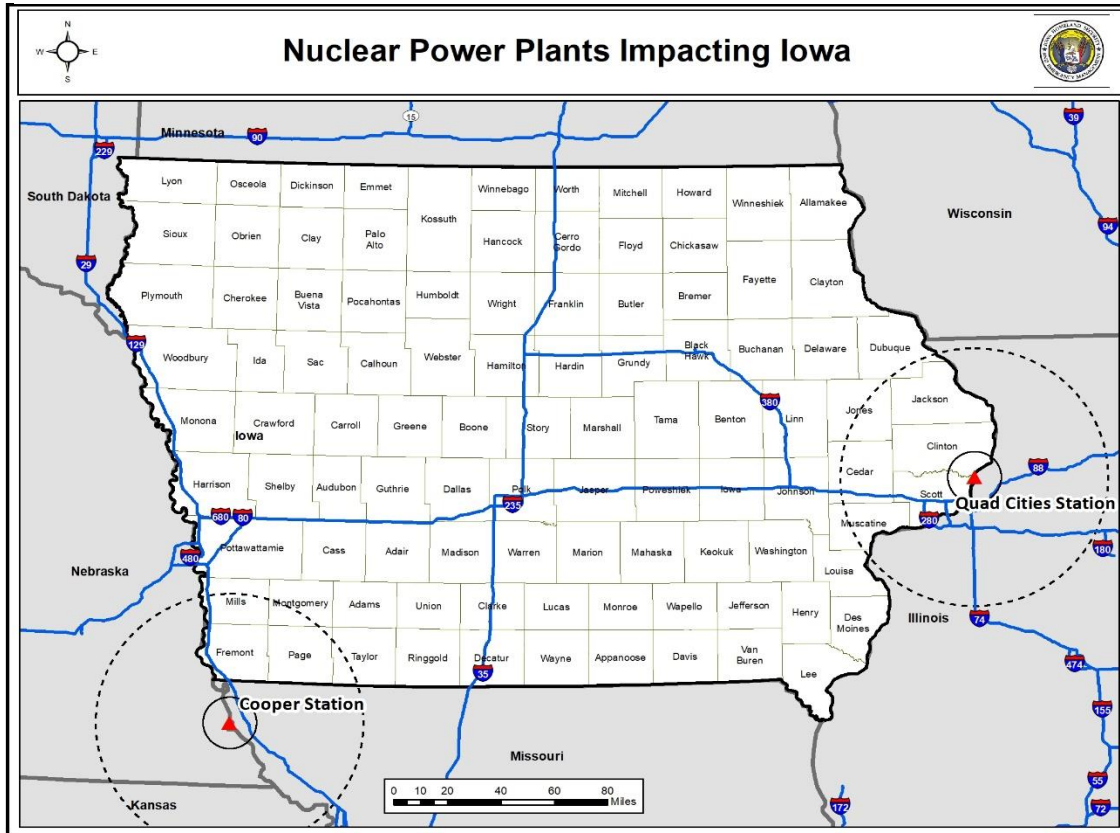 N
W E
S
Nuclear Power Plants Impacting Iowa
15
39
Minnesota
90
229
South Dakota
Wisconsin
94
29
Lyon
Osceola
Dickinson
Emmet
Kossuth
Winnebago
Worth
Mitchell
Howard
Winneshiek
Allamakee
Sioux
Obrien
Clay
Palo
Alto
Hancock
Cerro
Gordo
Floyd
Chickasaw
Fayette
Clayton
Plymouth
Cherokee
Buena
Vista
Pocahontas
Humboldt
Wright
Franklin
Butler
Bremer
129
Woodbury
Ida
Sac
Calhoun
Webster
Hamilton
Hardin
Grundy
Black
Hawk
Buchanan
Delaware
Dubuque
380
Monona
Crawford
Iowa
Carroll
Greene
Boone
Story
Marshall
Tama
Benton
Linn
Jones
Jackson
Clinton
Harrison
Shelby
Audubon
Guthrie
Dallas
Polk
235
Jasper
Poweshiek
Iowa
Johnson
Cedar
Scott
88
Quad Cities Station
280
180
680
80
480
Pottawattamie
Cass
Adair
Madison
Warren
Marion
Mahaska
Keokuk
Washington
Muscatine
Louisa
Nebraska
Mills
Montgomery
Adams
Union
Clarke
Lucas
Monroe
Wapello
Jefferson
Henry
Des
Moines
Illinois
74
Fremont
Page
Taylor
Ringgold
Decatur
35
Wayne
Appanoose
Davis
Van
Buren
Lee
474
155
Cooper Station
Missouri
Kansas
0 5 10 20 40 60 80
Miles
55
172
72